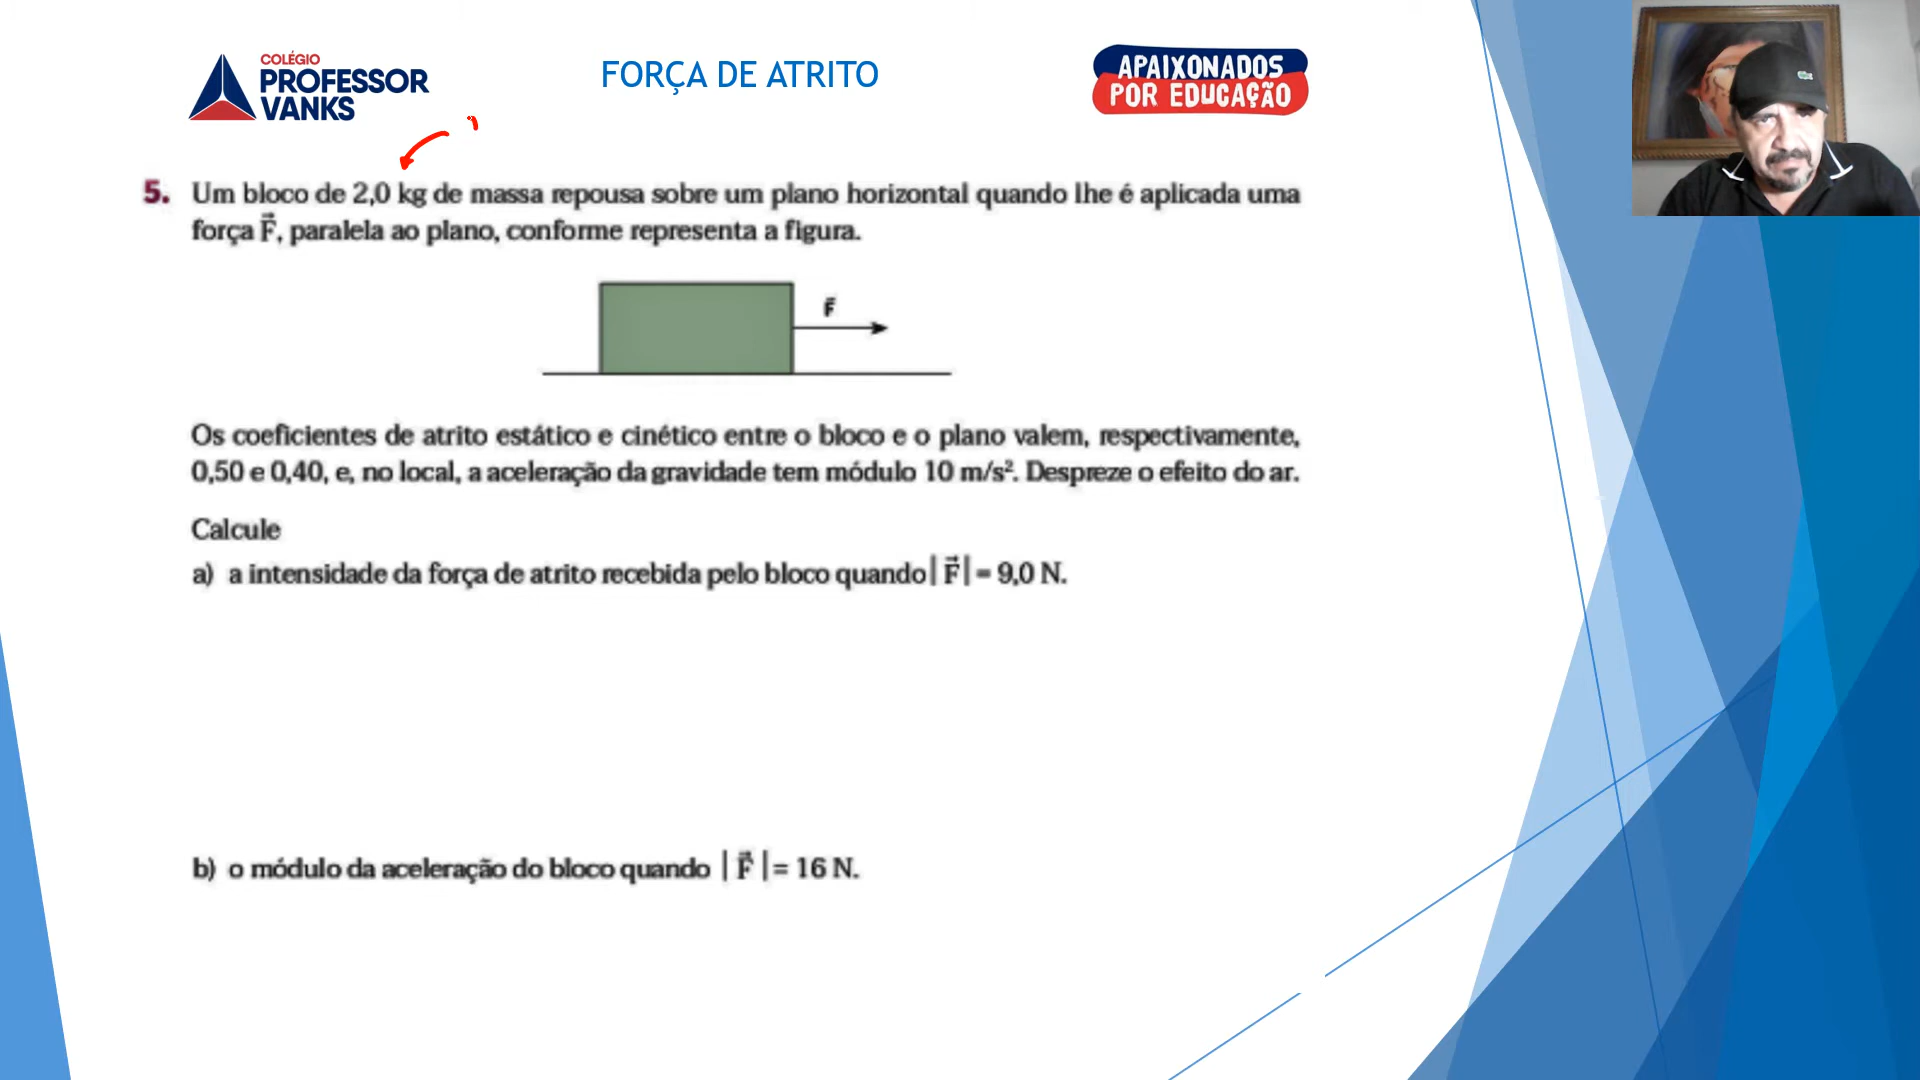 COLÉGIO
PROFESSOR
VANKS
FORÇA DE ATRITO
APAIXONADOS
POR EDUCAÇÃO
5. Um bloco de 2,0 kg de massa repousa sobre um plano horizontal quando lhe é aplicada uma
força F⃗, paralela ao plano, conforme representa a figura.
F⃗
Os coeficientes de atrito estático e cinético entre o bloco e o plano valem, respectivamente,
0,50 e 0,40, e, no local, a aceleração da gravidade tem módulo 10 m/s². Despreze o efeito do ar.
Calcule
a) a intensidade da força de atrito recebida pelo bloco quando | F⃗ | = 9,0 N.
b) o módulo da aceleração do bloco quando | F⃗ | = 16 N.